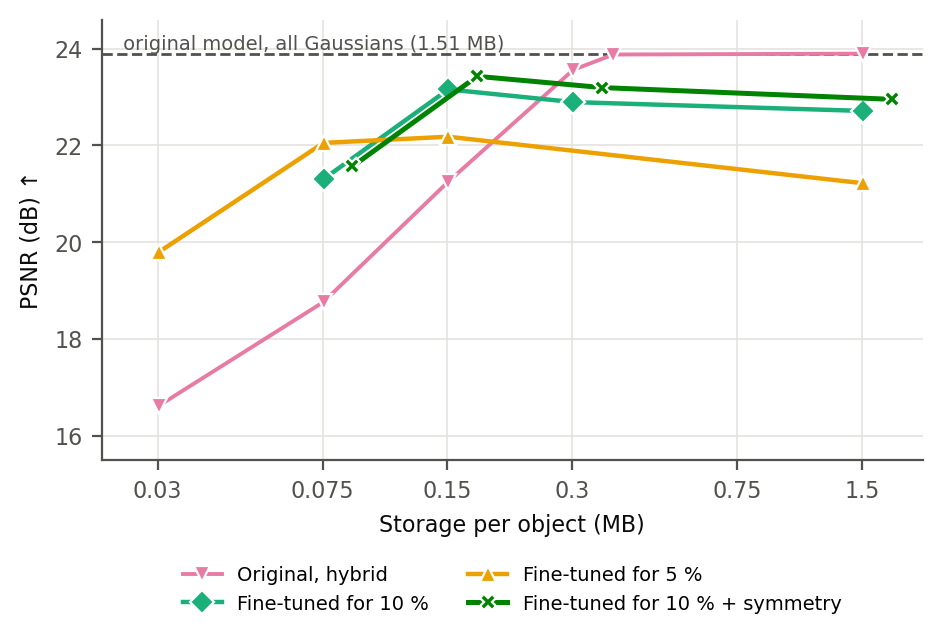 original model, all Gaussians (1.51 MB)
24
22
20
18
16
PSNR (dB) ↑
0.03 0.075 0.15 0.3 0.75 1.5
Storage per object (MB)
Original, hybrid
Fine-tuned for 10 %
Fine-tuned for 5 %
Fine-tuned for 10 % + symmetry